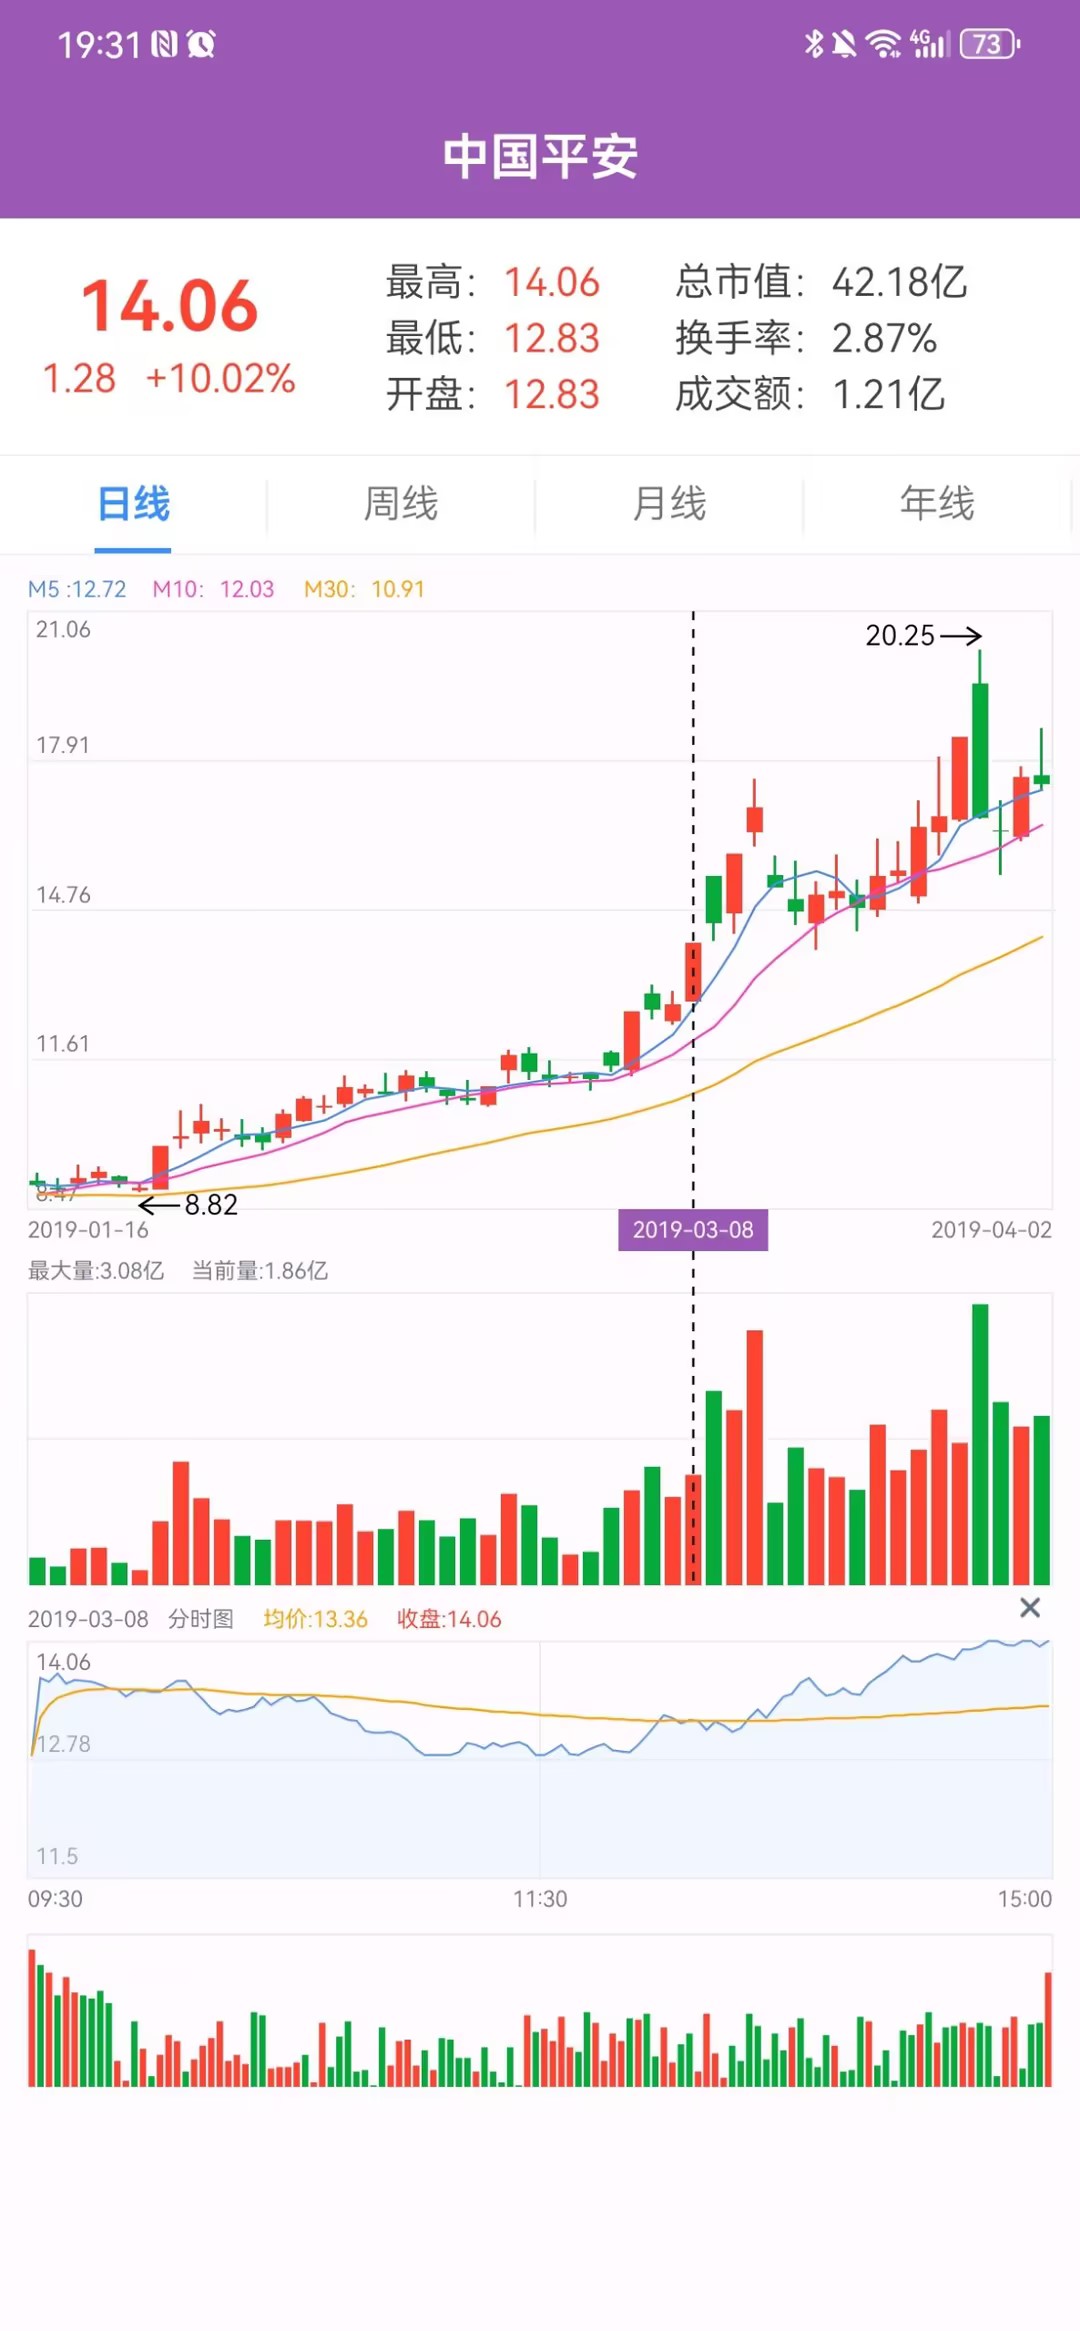 19:31 4G 73
中国平安
14.06
1.28 +10.02%
最高: 14.06 总市值: 42.18亿
最低: 12.83 换手率: 2.87%
开盘: 12.83 成交额: 1.21亿
日线 周线 月线 年线
M5 :12.72 M10: 12.03 M30: 10.91
21.06
20.25
17.91
14.76
11.61
8.47
8.82
2019-01-16 2019-03-08 2019-04-02
最大量:3.08亿 当前量:1.86亿
2019-03-08 分时图 均价:13.36 收盘:14.06
14.06
12.78
11.5
09:30 11:30 15:00